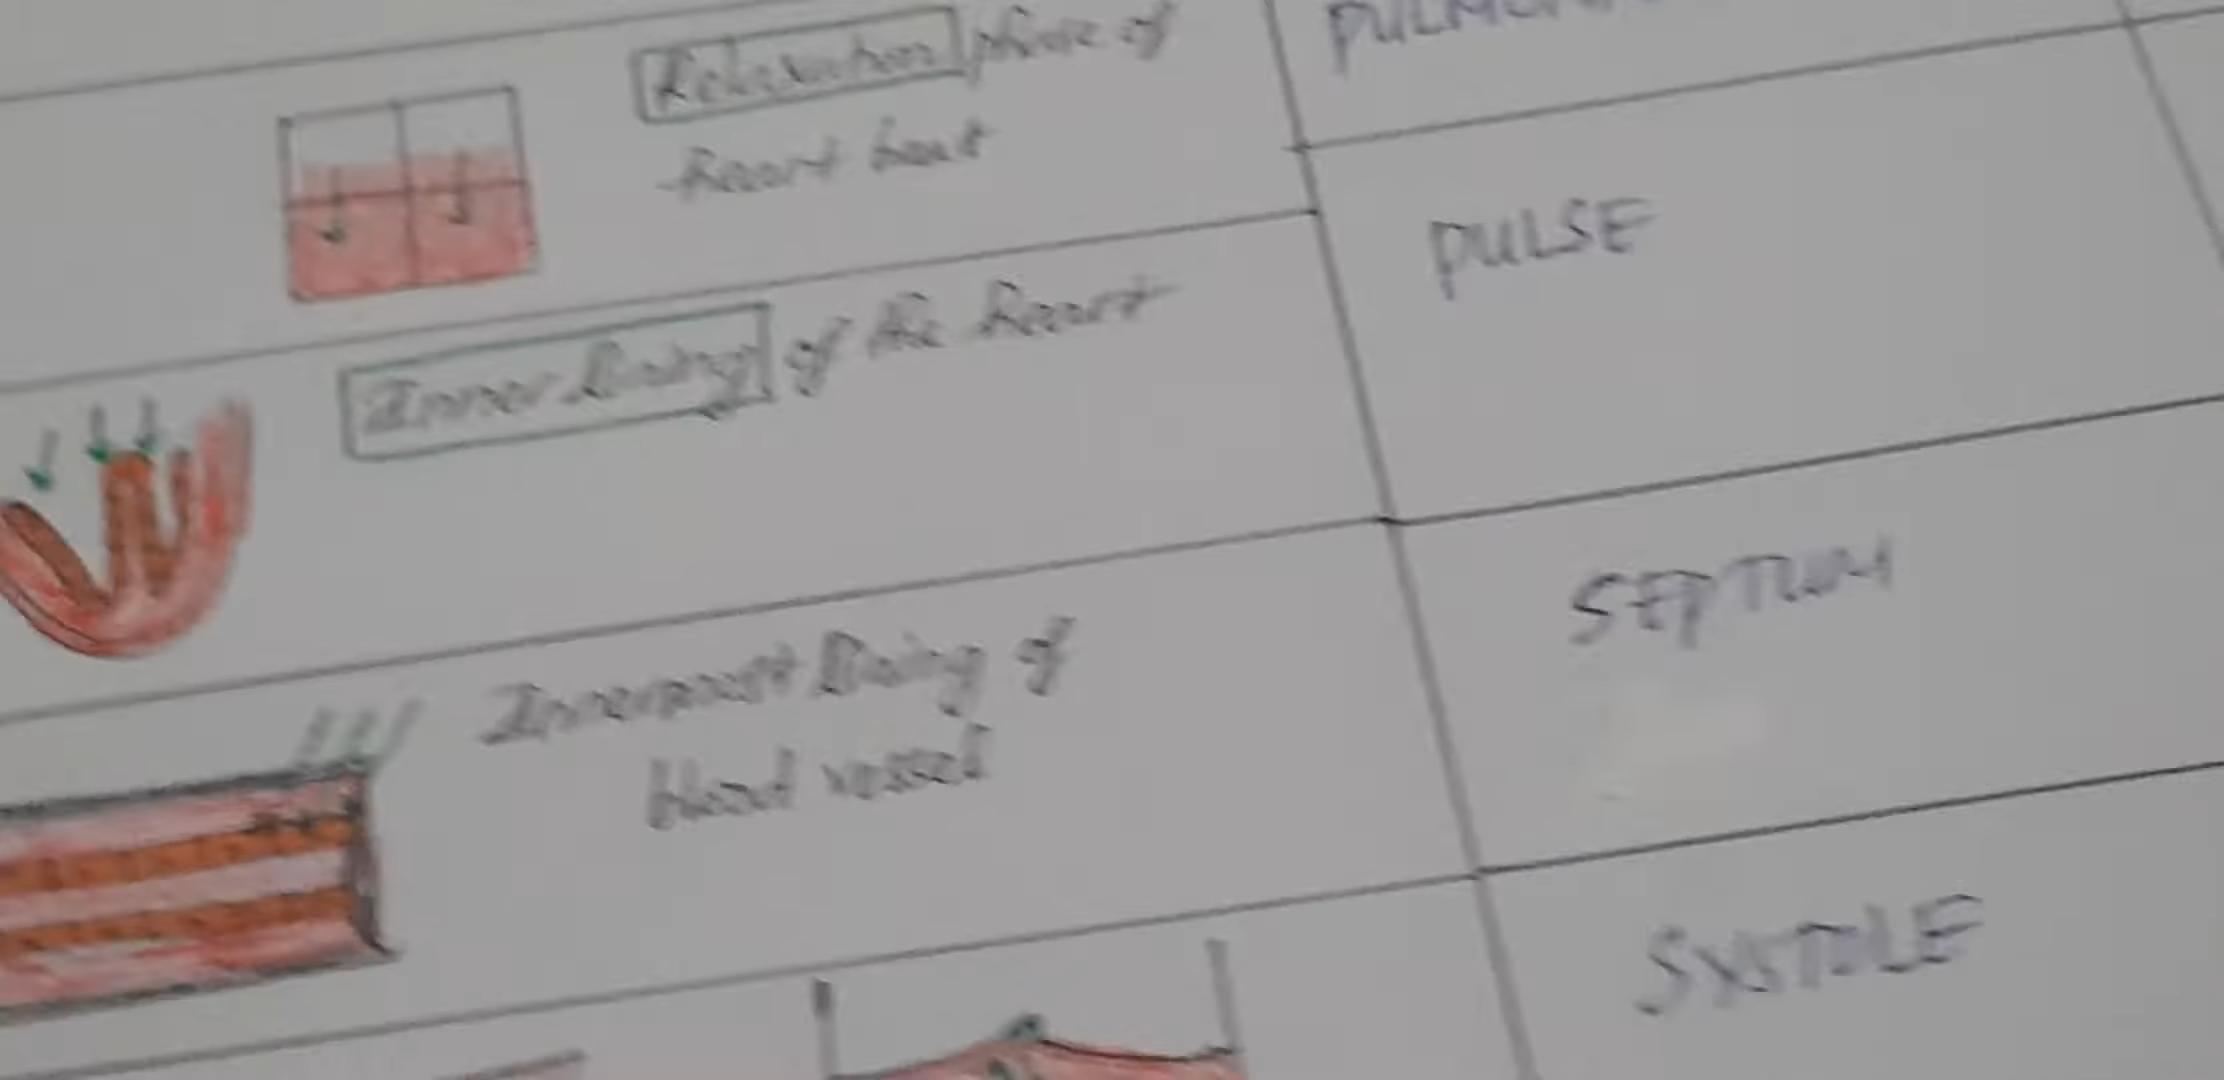 Relaxation phase of
heart beat
Inner lining of the heart
Innermost lining of
blood vessel
PULSE
SEPTUM
SYSTOLE